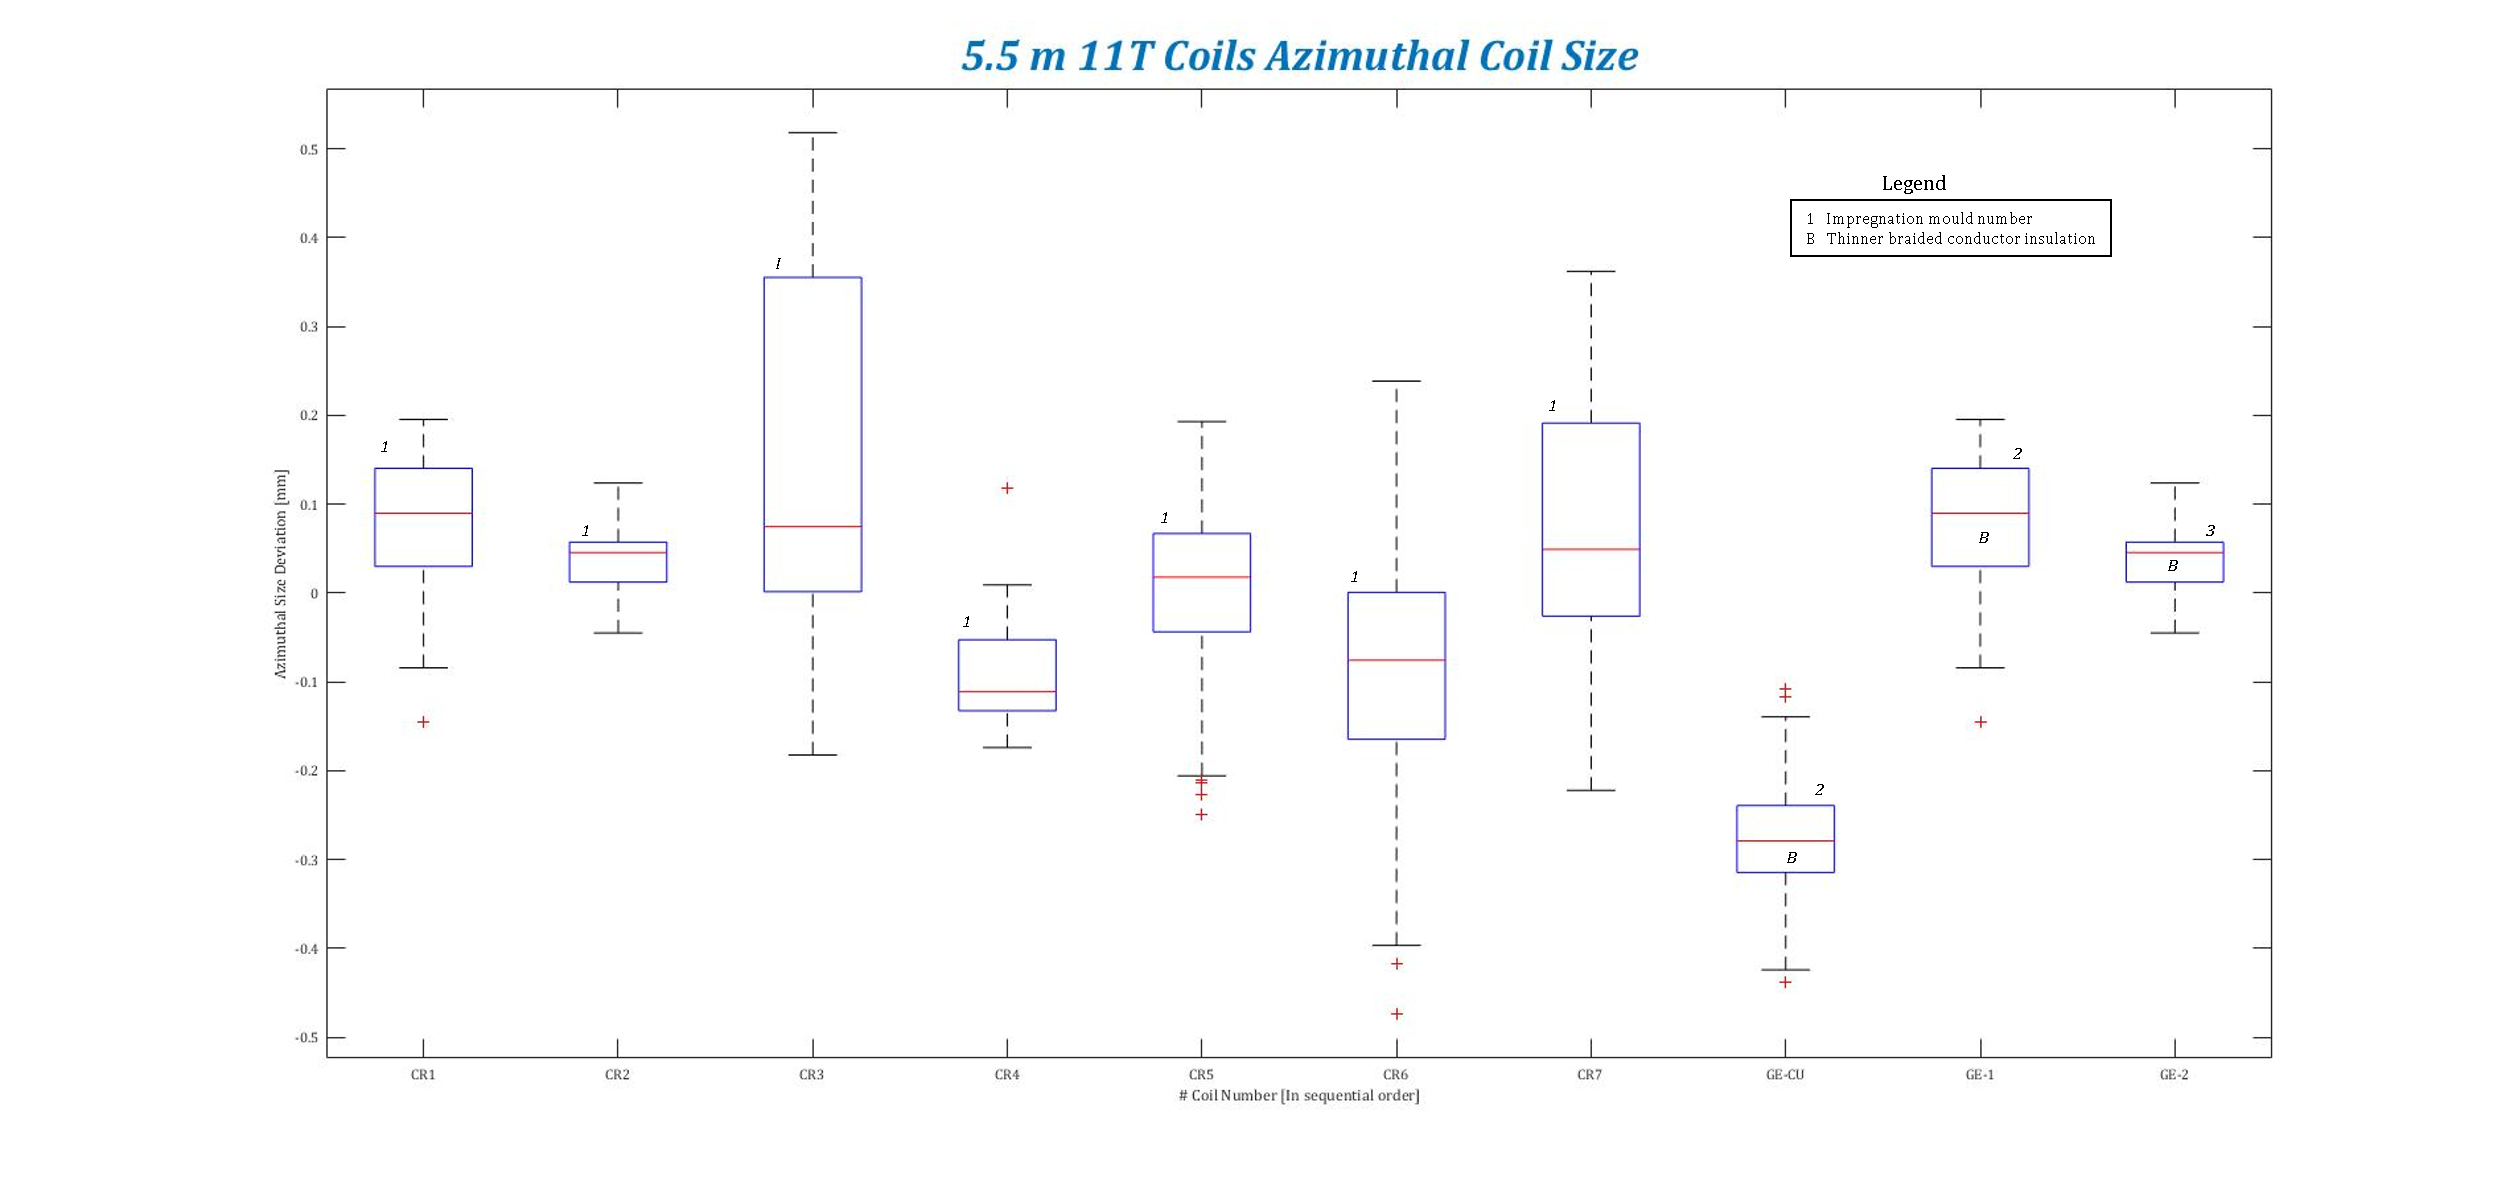 5.5 m 11T Coils Azimuthal Coil Size
0.5
0.4
0.3
0.2
0.1
0
-0.1
-0.2
-0.3
-0.4
-0.5
Azimuthal Size Deviation [mm]
Legend
1 Impregnation mould number
B Thinner braided conductor insulation
1
1
I
1
1
1
1
2
B
2
B
3
B
CR1 CR2 CR3 CR4 CR5 CR6 CR7 GE-CU GE-1 GE-2
# Coil Number [In sequential order]